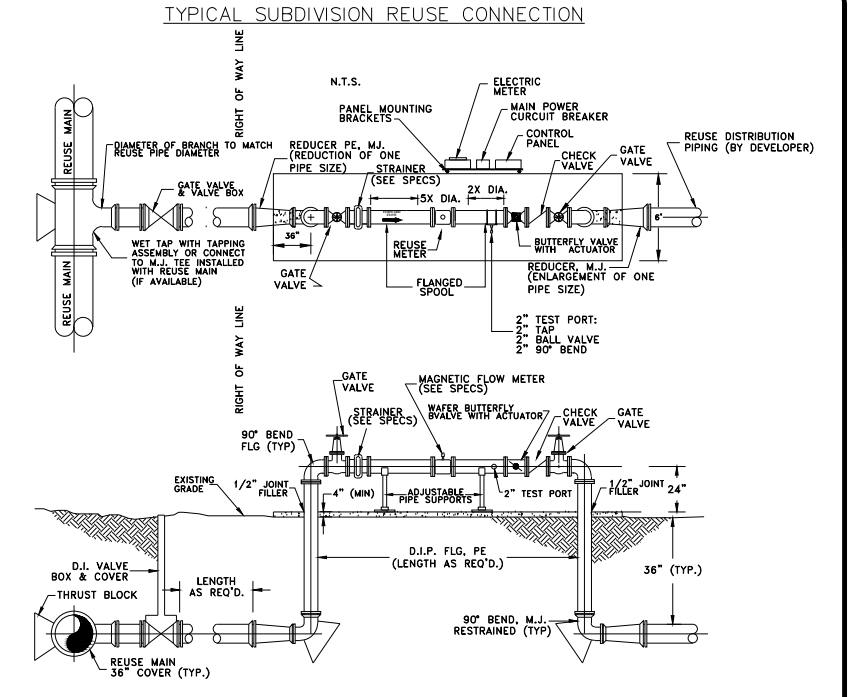 TYPICAL SUBDIVISION REUSE CONNECTION
RIGHT OF WAY LINE
N.T.S.
ELECTRIC
METER
PANEL MOUNTING
BRACKETS
MAIN POWER
CURCUIT BREAKER
CONTROL
PANEL
REUSE MAIN
DIAMETER OF BRANCH TO MATCH
REUSE PIPE DIAMETER
REDUCER PE, MJ.
(REDUCTION OF ONE
PIPE SIZE)
STRAINER
(SEE SPECS)
CHECK
VALVE
GATE
VALVE
REUSE DISTRIBUTION
PIPING (BY DEVELOPER)
GATE VALVE
& VALVE BOX
5X DIA.
2X DIA.
6'
36"
WET TAP WITH TAPPING
ASSEMBLY OR CONNECT
TO M.J. TEE INSTALLED
WITH REUSE MAIN
(IF AVAILABLE)
REUSE
METER
BUTTERFLY VALVE
WITH ACTUATOR
GATE
VALVE
FLANGED
SPOOL
REDUCER, M.J.
(ENLARGEMENT OF ONE
PIPE SIZE)
REUSE MAIN
2" TEST PORT:
2" TAP
2" BALL VALVE
2" 90° BEND
RIGHT OF WAY LINE
GATE
VALVE
MAGNETIC FLOW METER
(SEE SPECS)
STRAINER
(SEE SPECS)
WAFER BUTTERFLY
BVALVE WITH ACTUATOR
CHECK
VALVE
GATE
VALVE
90° BEND
FLG (TYP)
EXISTING
GRADE
1/2" JOINT
FILLER
4" (MIN)
ADJUSTABLE
PIPE SUPPORTS
2" TEST PORT
1/2" JOINT
FILLER
24"
D.I.P. FLG, PE
(LENGTH AS REQ'D.)
D.I. VALVE
BOX & COVER
LENGTH
AS REQ'D.
36" (TYP.)
THRUST BLOCK
90° BEND, M.J.
RESTRAINED (TYP)
REUSE MAIN
36" COVER (TYP.)